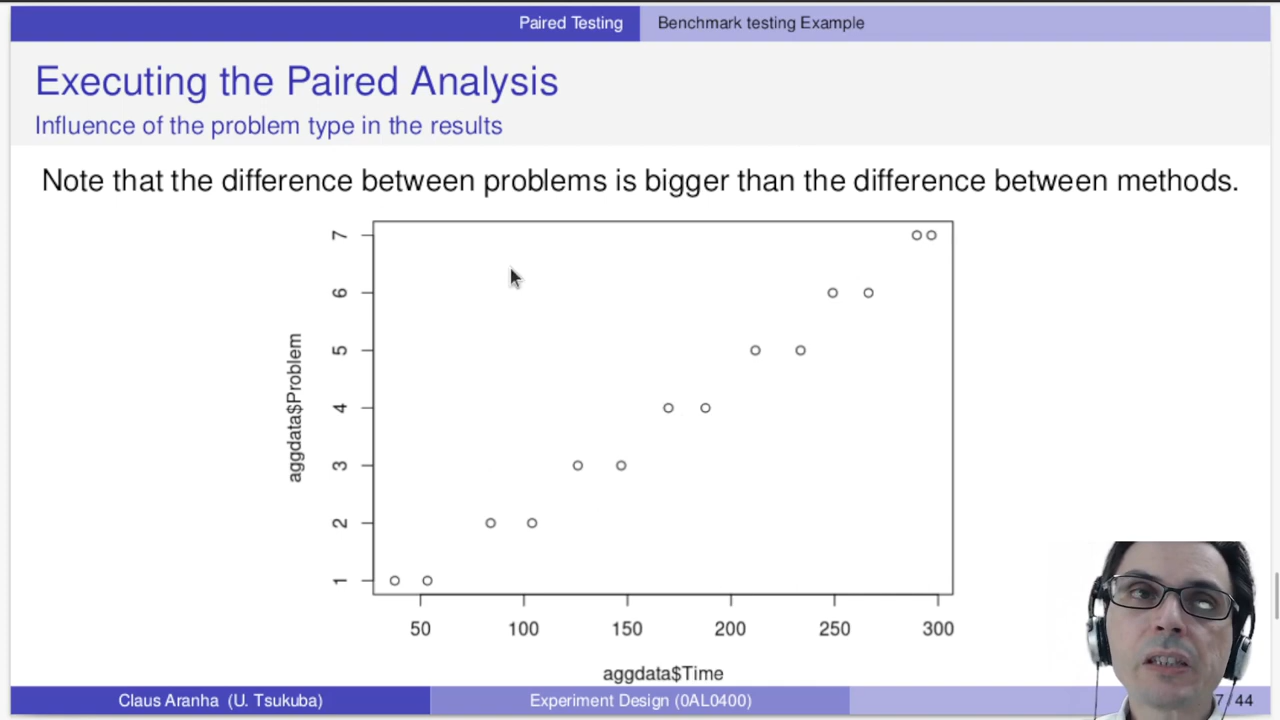 Paired Testing
Benchmark testing Example
Executing the Paired Analysis
Influence of the problem type in the results
Note that the difference between problems is bigger than the difference between methods.
7
6
5
4
3
2
1
aggdata$Problem
50 100 150 200 250 300
aggdata$Time
Claus Aranha (U. Tsukuba)
Experiment Design (0AL0400)
7 / 44